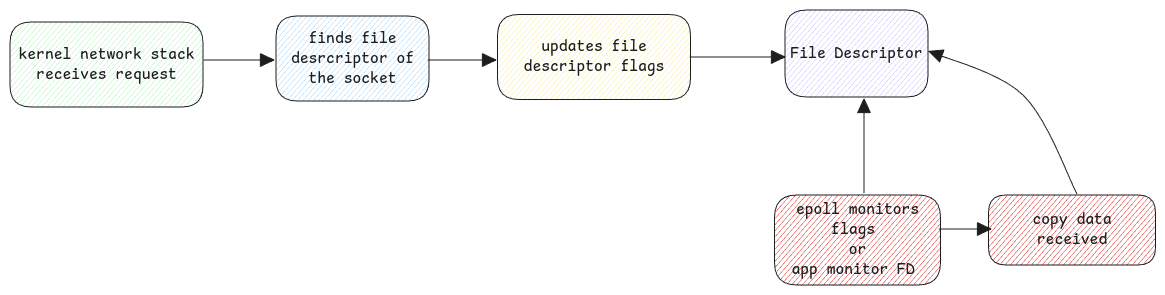 kernel network stack
receives request
finds file
desrcriptor of
the socket
updates file
descriptor flags
File Descriptor
epoll monitors
flags
or
app monitor FD
copy data
received